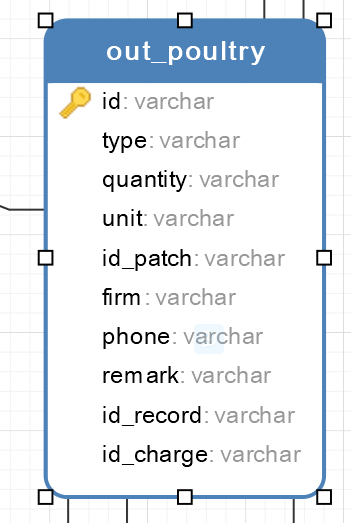 out_poultry
id: varchar
type: varchar
quantity: varchar
unit: varchar
id_patch: varchar
firm: varchar
phone: varchar
remark: varchar
id_record: varchar
id_charge: varchar